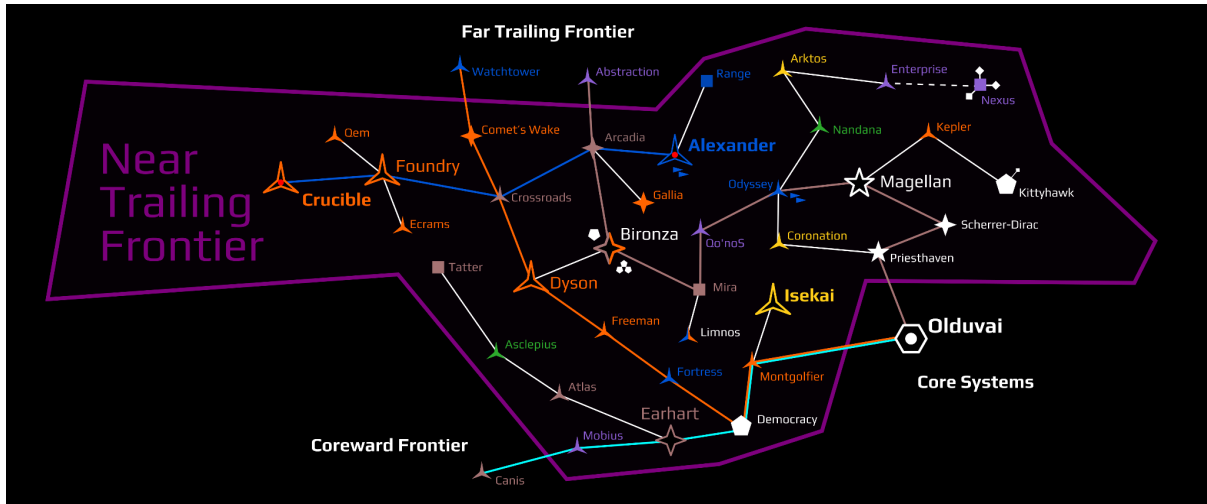 Far Trailing Frontier
Arktos
Watchtower
Abstraction
Range
Enterprise
Nexus
Qem
Comet's Wake
Arcadia
Alexander
Nandana
Kepler
Near
Trailing
Frontier
Foundry
Crucible
Crossroads
Gallia
Odyssey
Magellan
Kittyhawk
Ecrams
Bironza
Qo'noS
Coronation
Scherrer-Dirac
Priesthaven
Tatter
Dyson
Mira
Isekai
Freeman
Limnos
Olduvai
Asclepius
Fortress
Montgolfier
Core Systems
Atlas
Earhart
Democracy
Coreward Frontier
Mobius
Canis